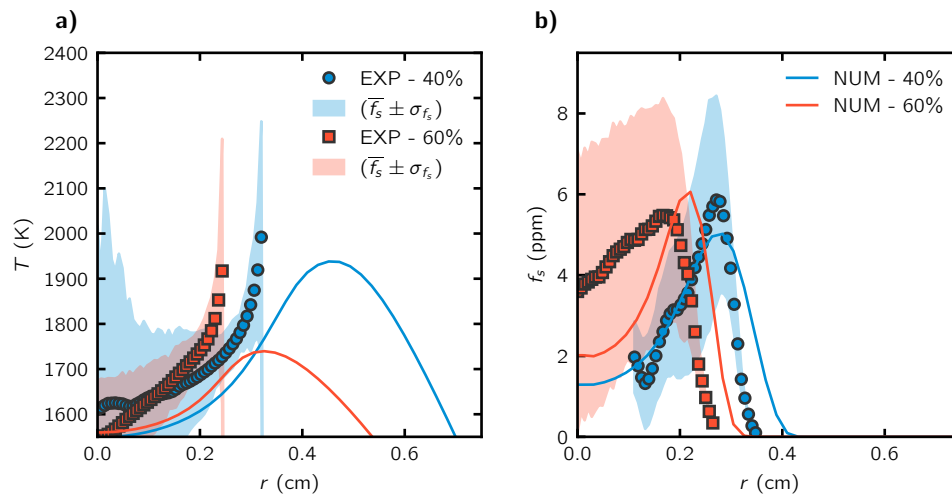 a)
2400
2300
2200
2100
2000
1900
1800
1700
1600
T (K)
0.0 0.2 0.4 0.6
r (cm)
EXP - 40%
(f̅s ± σfs)
EXP - 60%
(f̅s ± σfs)
b)
8
6
4
2
0
fs (ppm)
0.0 0.2 0.4 0.6
r (cm)
NUM - 40%
NUM - 60%